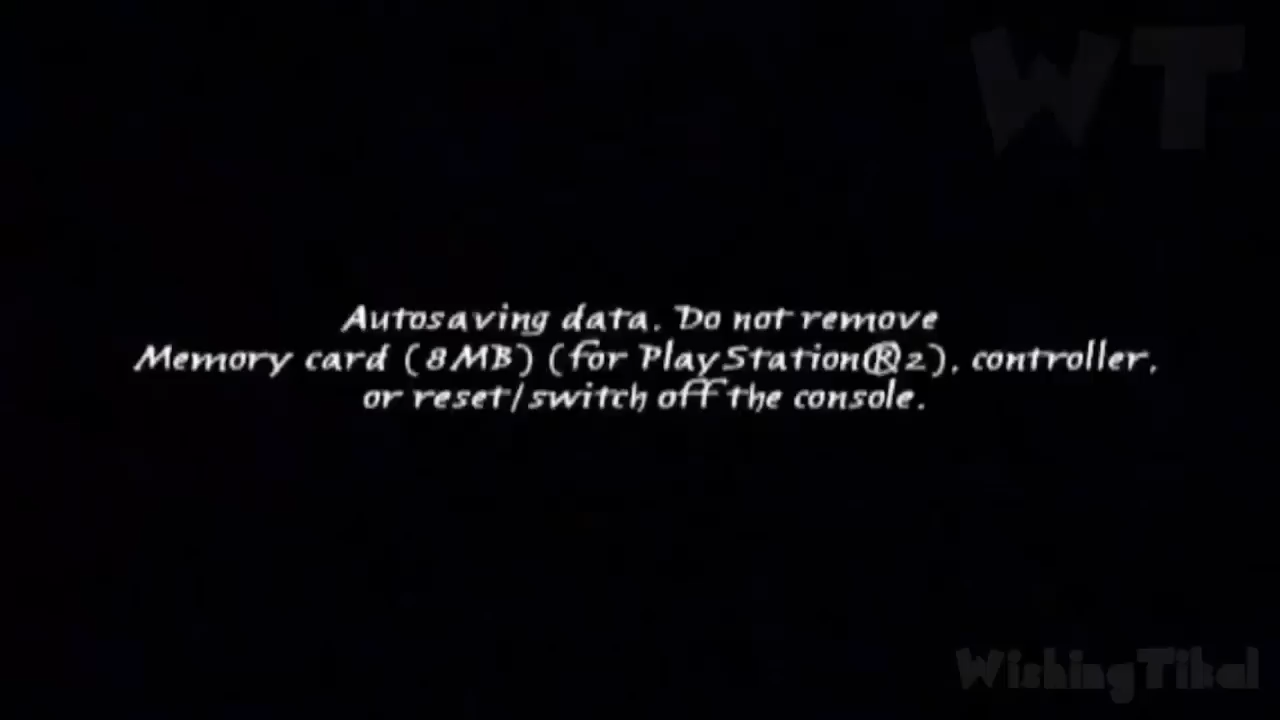 WT
Autosaving data. Do not remove
Memory card (8MB) (for PlayStation®2), controller,
or reset/switch off the console.
WishingTikal